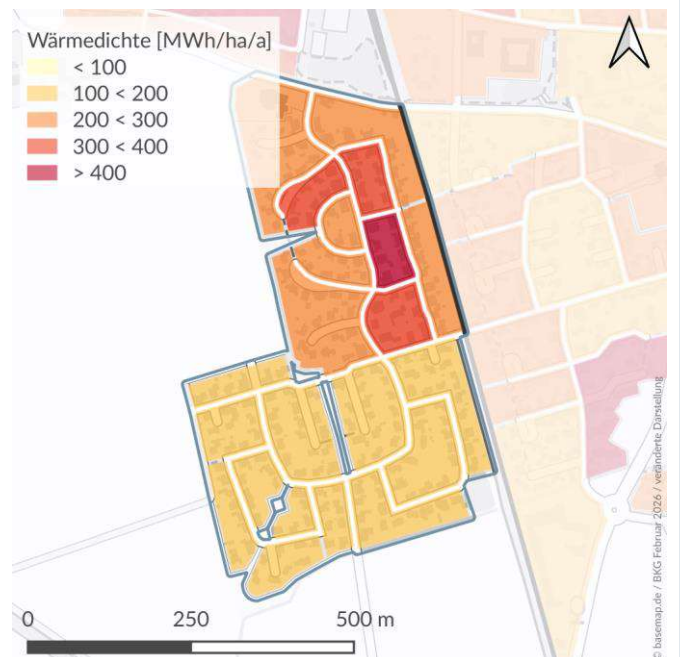 Wärmedichte [MWh/ha/a]
< 100
100 < 200
200 < 300
300 < 400
> 400
0 250 500 m
© basemap.de / BKG Februar 2026 / veränderte Darstellung